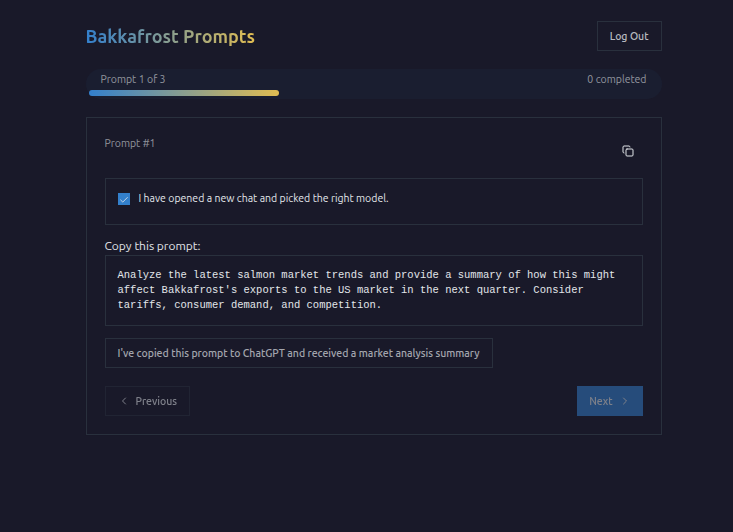 Bakkafrost Prompts
Log Out
Prompt 1 of 3
0 completed
Prompt #1
I have opened a new chat and picked the right model.
Copy this prompt:
Analyze the latest salmon market trends and provide a summary of how this might
affect Bakkafrost's exports to the US market in the next quarter. Consider
tariffs, consumer demand, and competition.
I've copied this prompt to ChatGPT and received a market analysis summary
Previous
Next